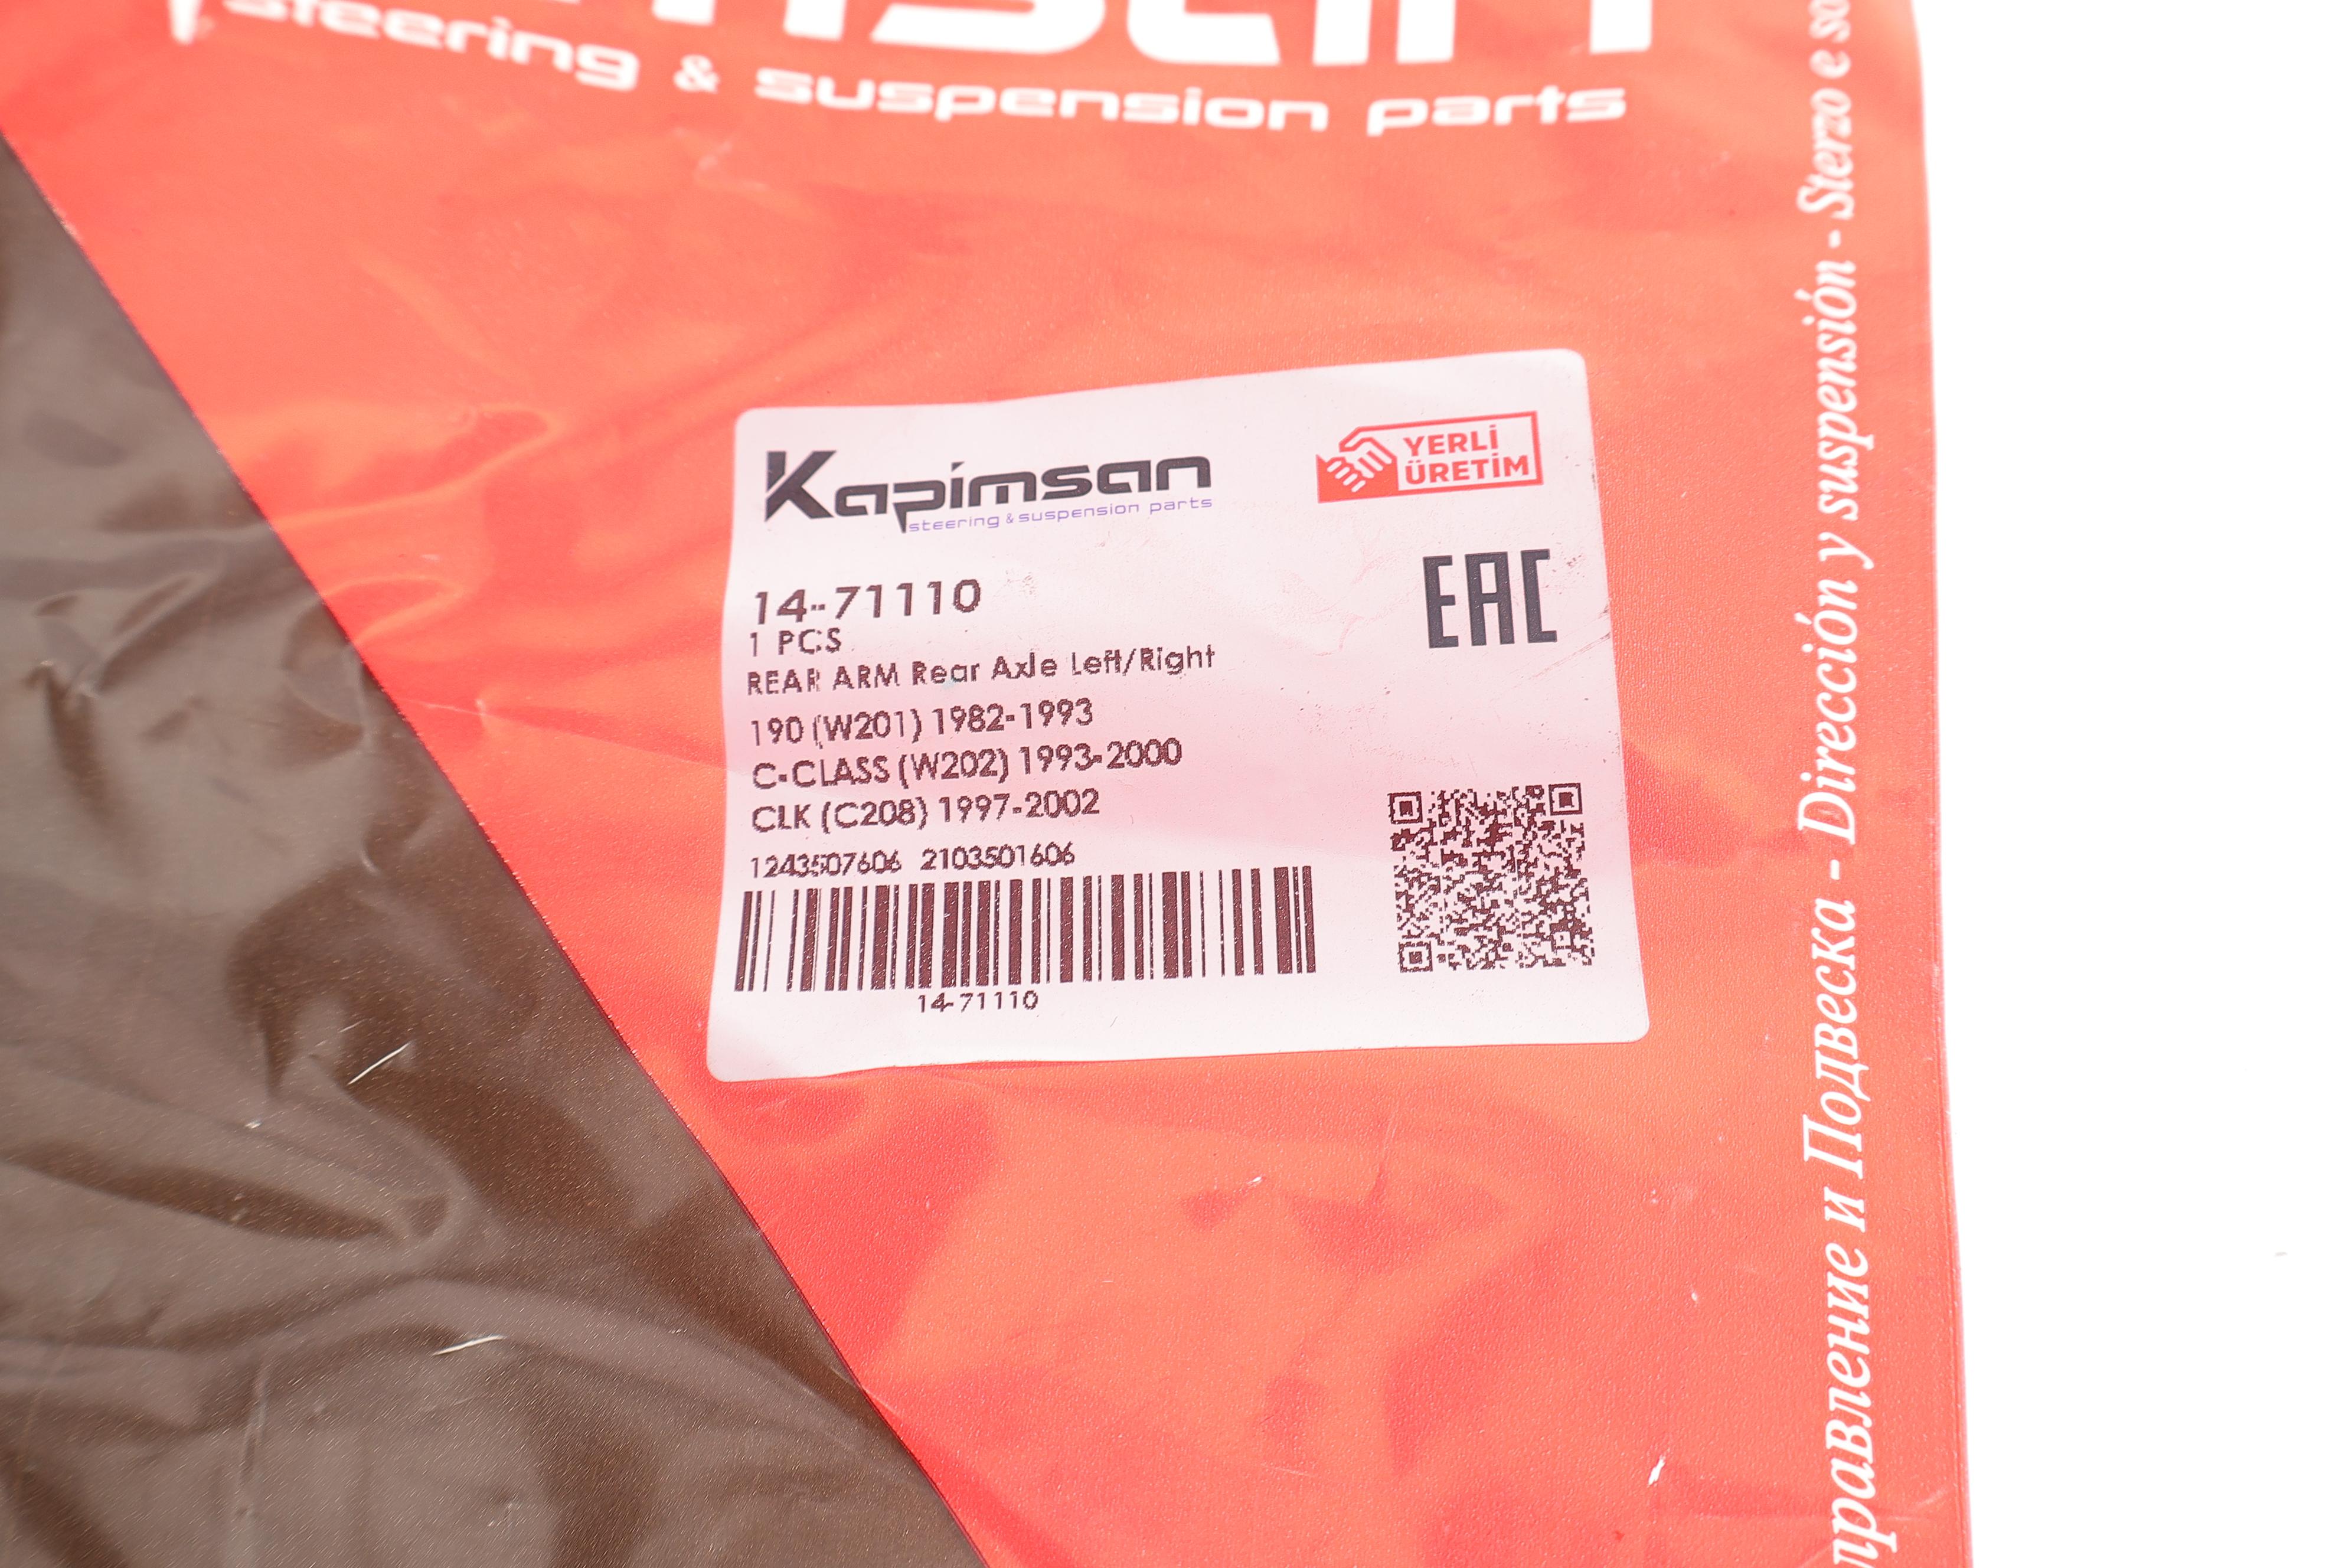 steering & suspension parts
Kapimsan
steering & suspension parts
YERLİ
ÜRETİM
EAC
14-71110
1 PCS
REAR ARM Rear Axle Left/Right
190 (W201) 1982-1993
C-CLASS (W202) 1993-2000
CLK (C208) 1997-2002
1243507606 2103501606
14-71110
и Подвеска - Dirección y suspensión - Sterzo e